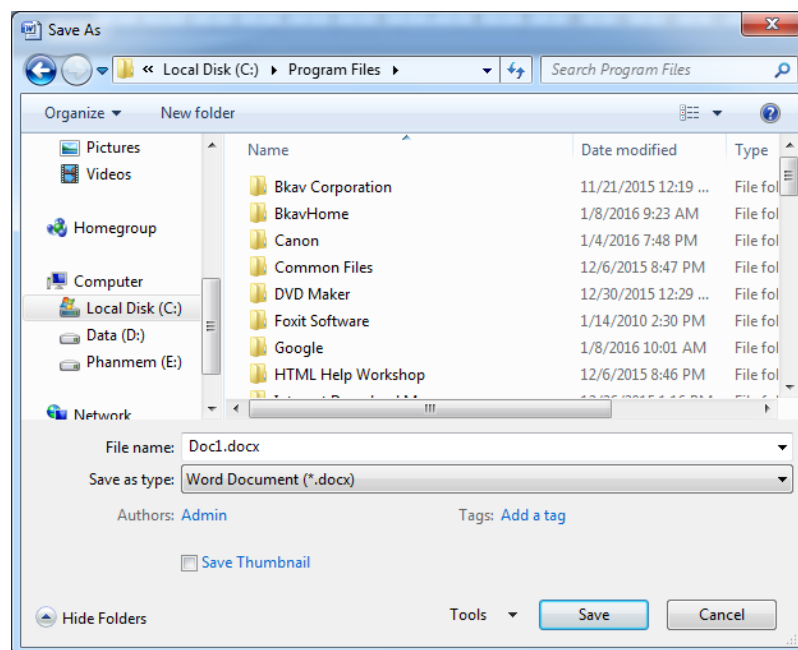 Save As
« Local Disk (C:) ▸ Program Files ▸ Search Program Files
Organize New folder
Pictures
Videos
Homegroup
Computer
Local Disk (C:)
Data (D:)
Phanmem (E:)
Network
Name Date modified Type
Bkav Corporation 11/21/2015 12:19 ... File fol
BkavHome 1/8/2016 9:23 AM File fol
Canon 1/4/2016 7:48 PM File fol
Common Files 12/6/2015 8:47 PM File fol
DVD Maker 12/30/2015 12:29 ... File fol
Foxit Software 1/14/2010 2:30 PM File fol
Google 1/8/2016 10:01 AM File fol
HTML Help Workshop 12/6/2015 8:46 PM File fol
File name: Doc1.docx
Save as type: Word Document (*.docx)
Authors: Admin Tags: Add a tag
Save Thumbnail
Hide Folders Tools Save Cancel